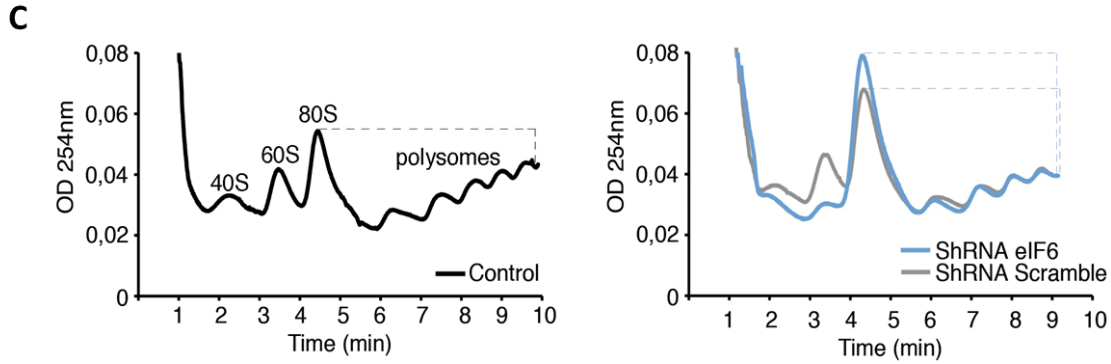 C
OD 254nm
0,08
0,06
0,04
0,02
0
40S
60S
80S
polysomes
Control
1 2 3 4 5 6 7 8 9 10
Time (min)
OD 254nm
0,08
0,06
0,04
0,02
0
ShRNA eIF6
ShRNA Scramble
1 2 3 4 5 6 7 8 9 10
Time (min)